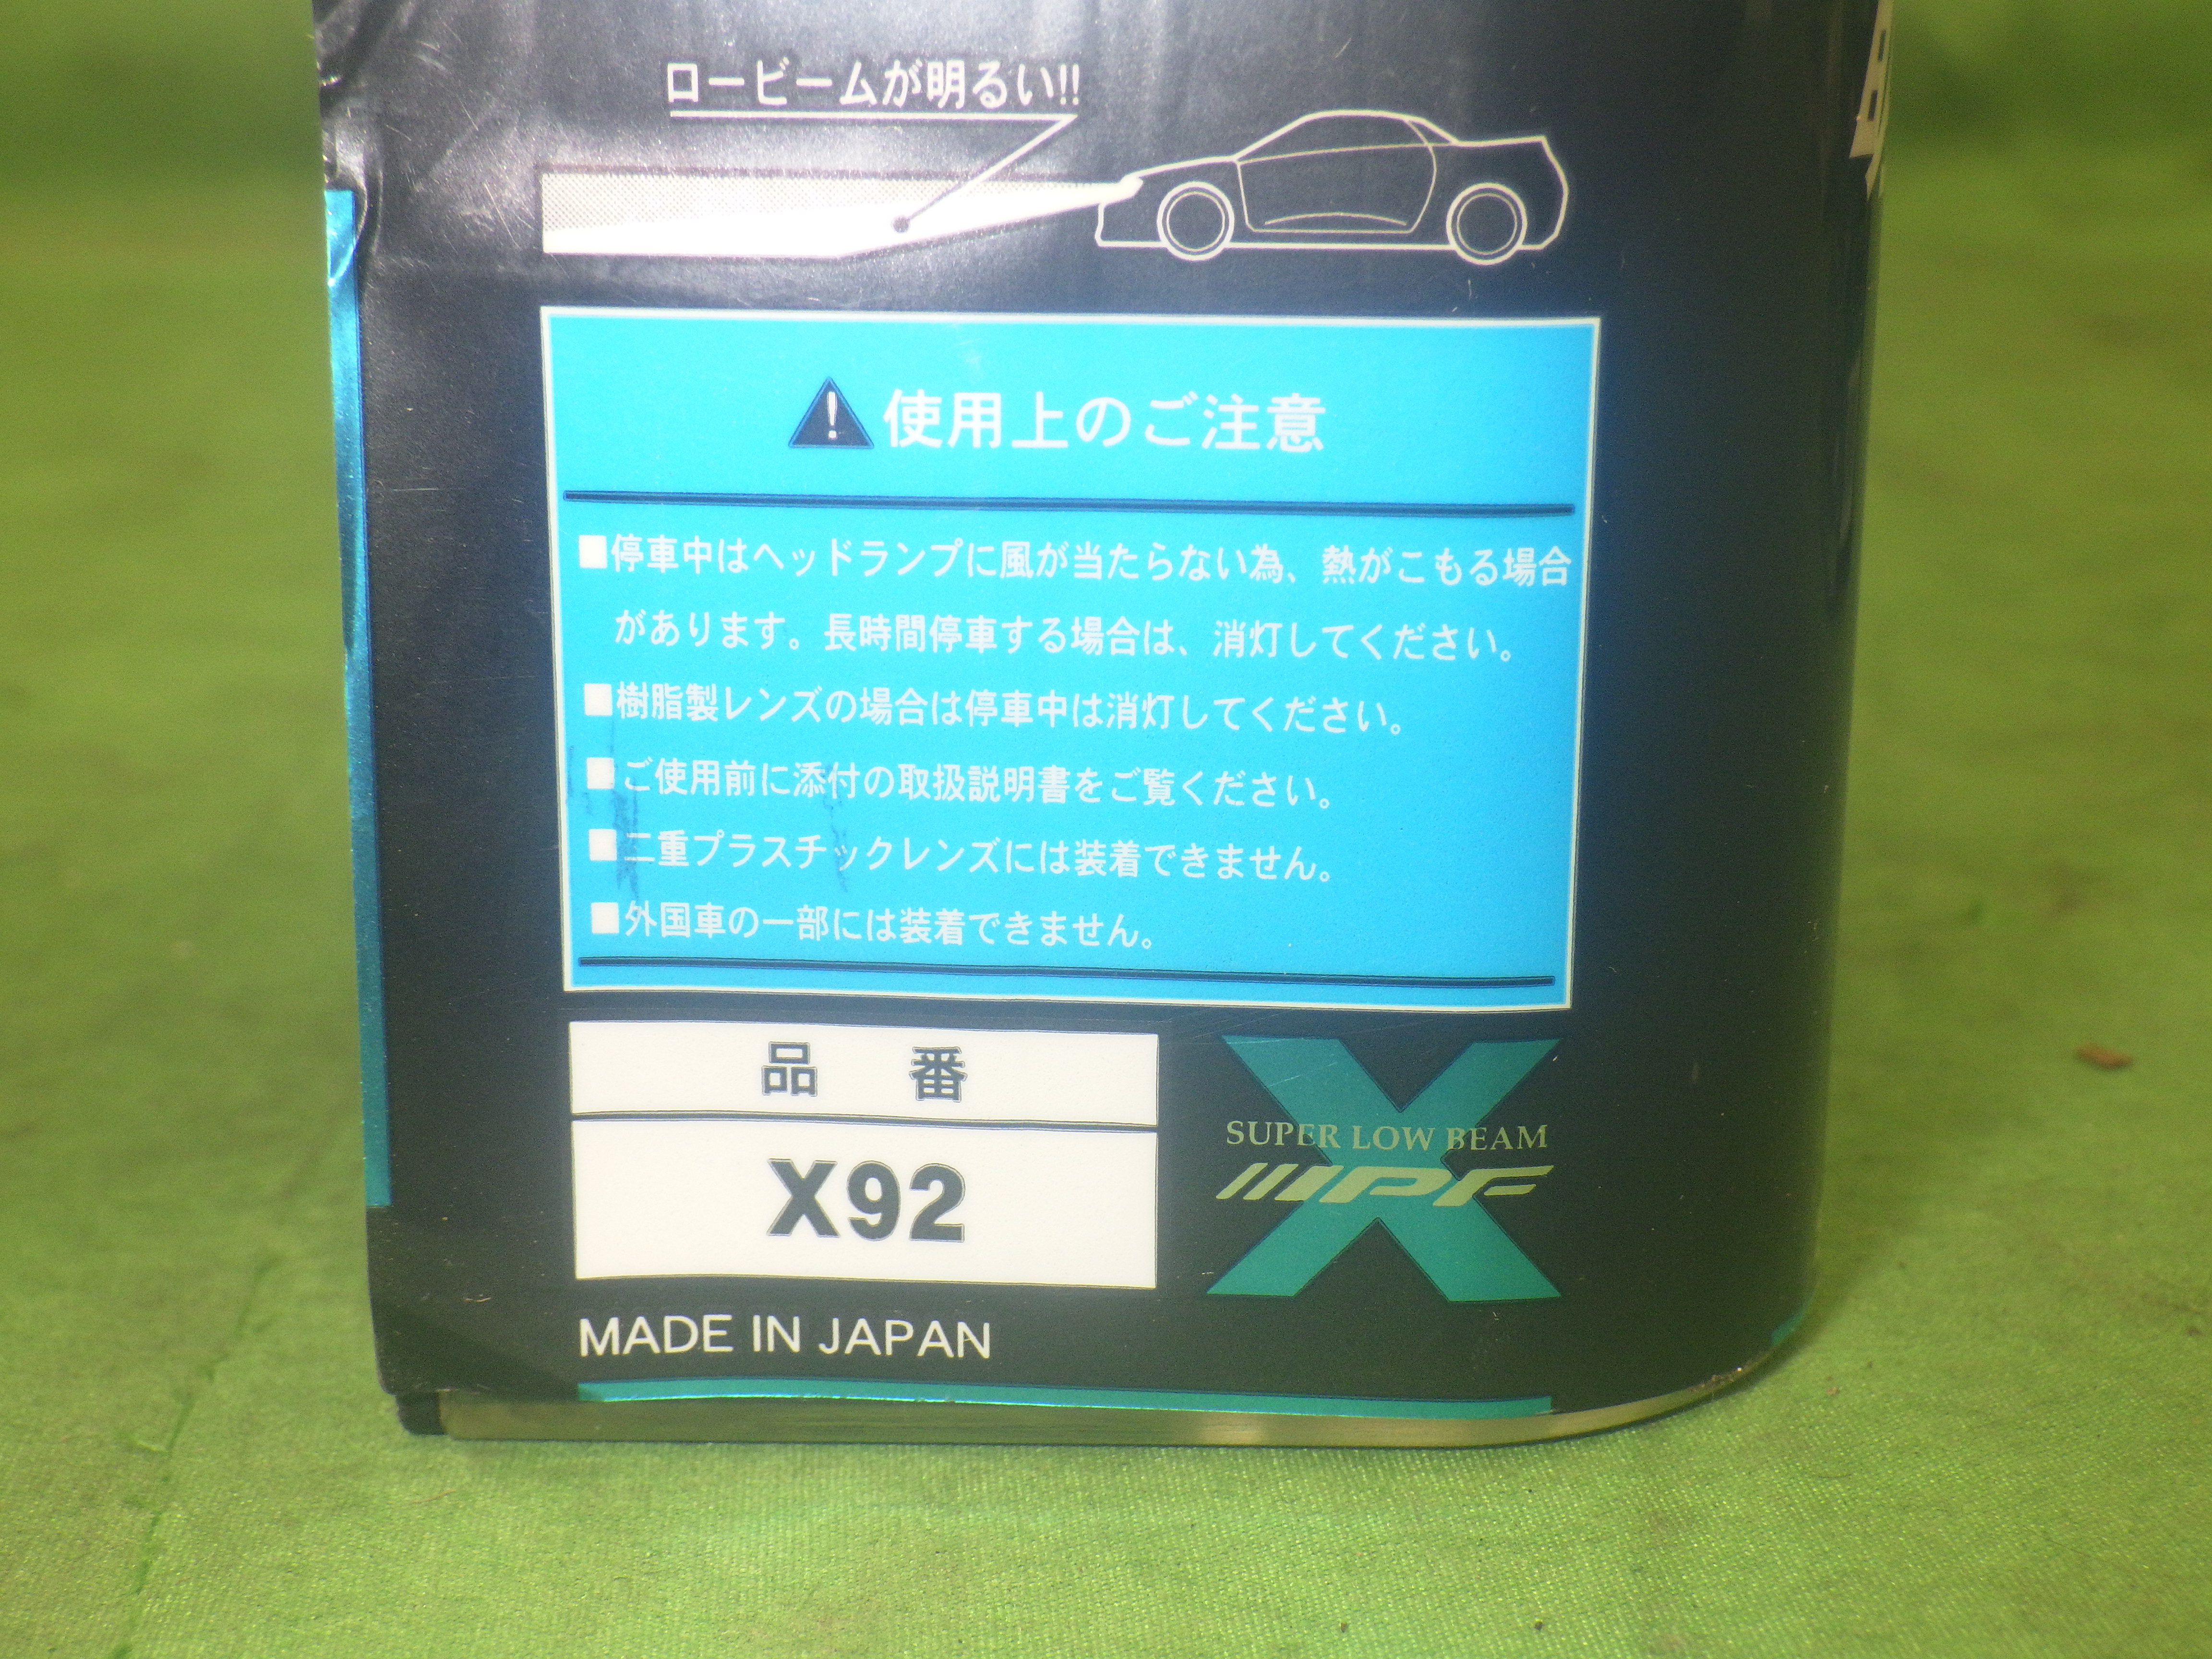 ロービームが明るい!!
使用上のご注意
■停車中はヘッドランプに風が当たらない為、熱がこもる場合
があります。長時間停車する場合は、消灯してください。
■樹脂製レンズの場合は停車中は消灯してください。
■ご使用前に添付の取扱説明書をご覧ください。
■二重プラスチックレンズには装着できません。
■外国車の一部には装着できません。
品 番
X92
X
SUPER LOW BEAM
IPF
MADE IN JAPAN